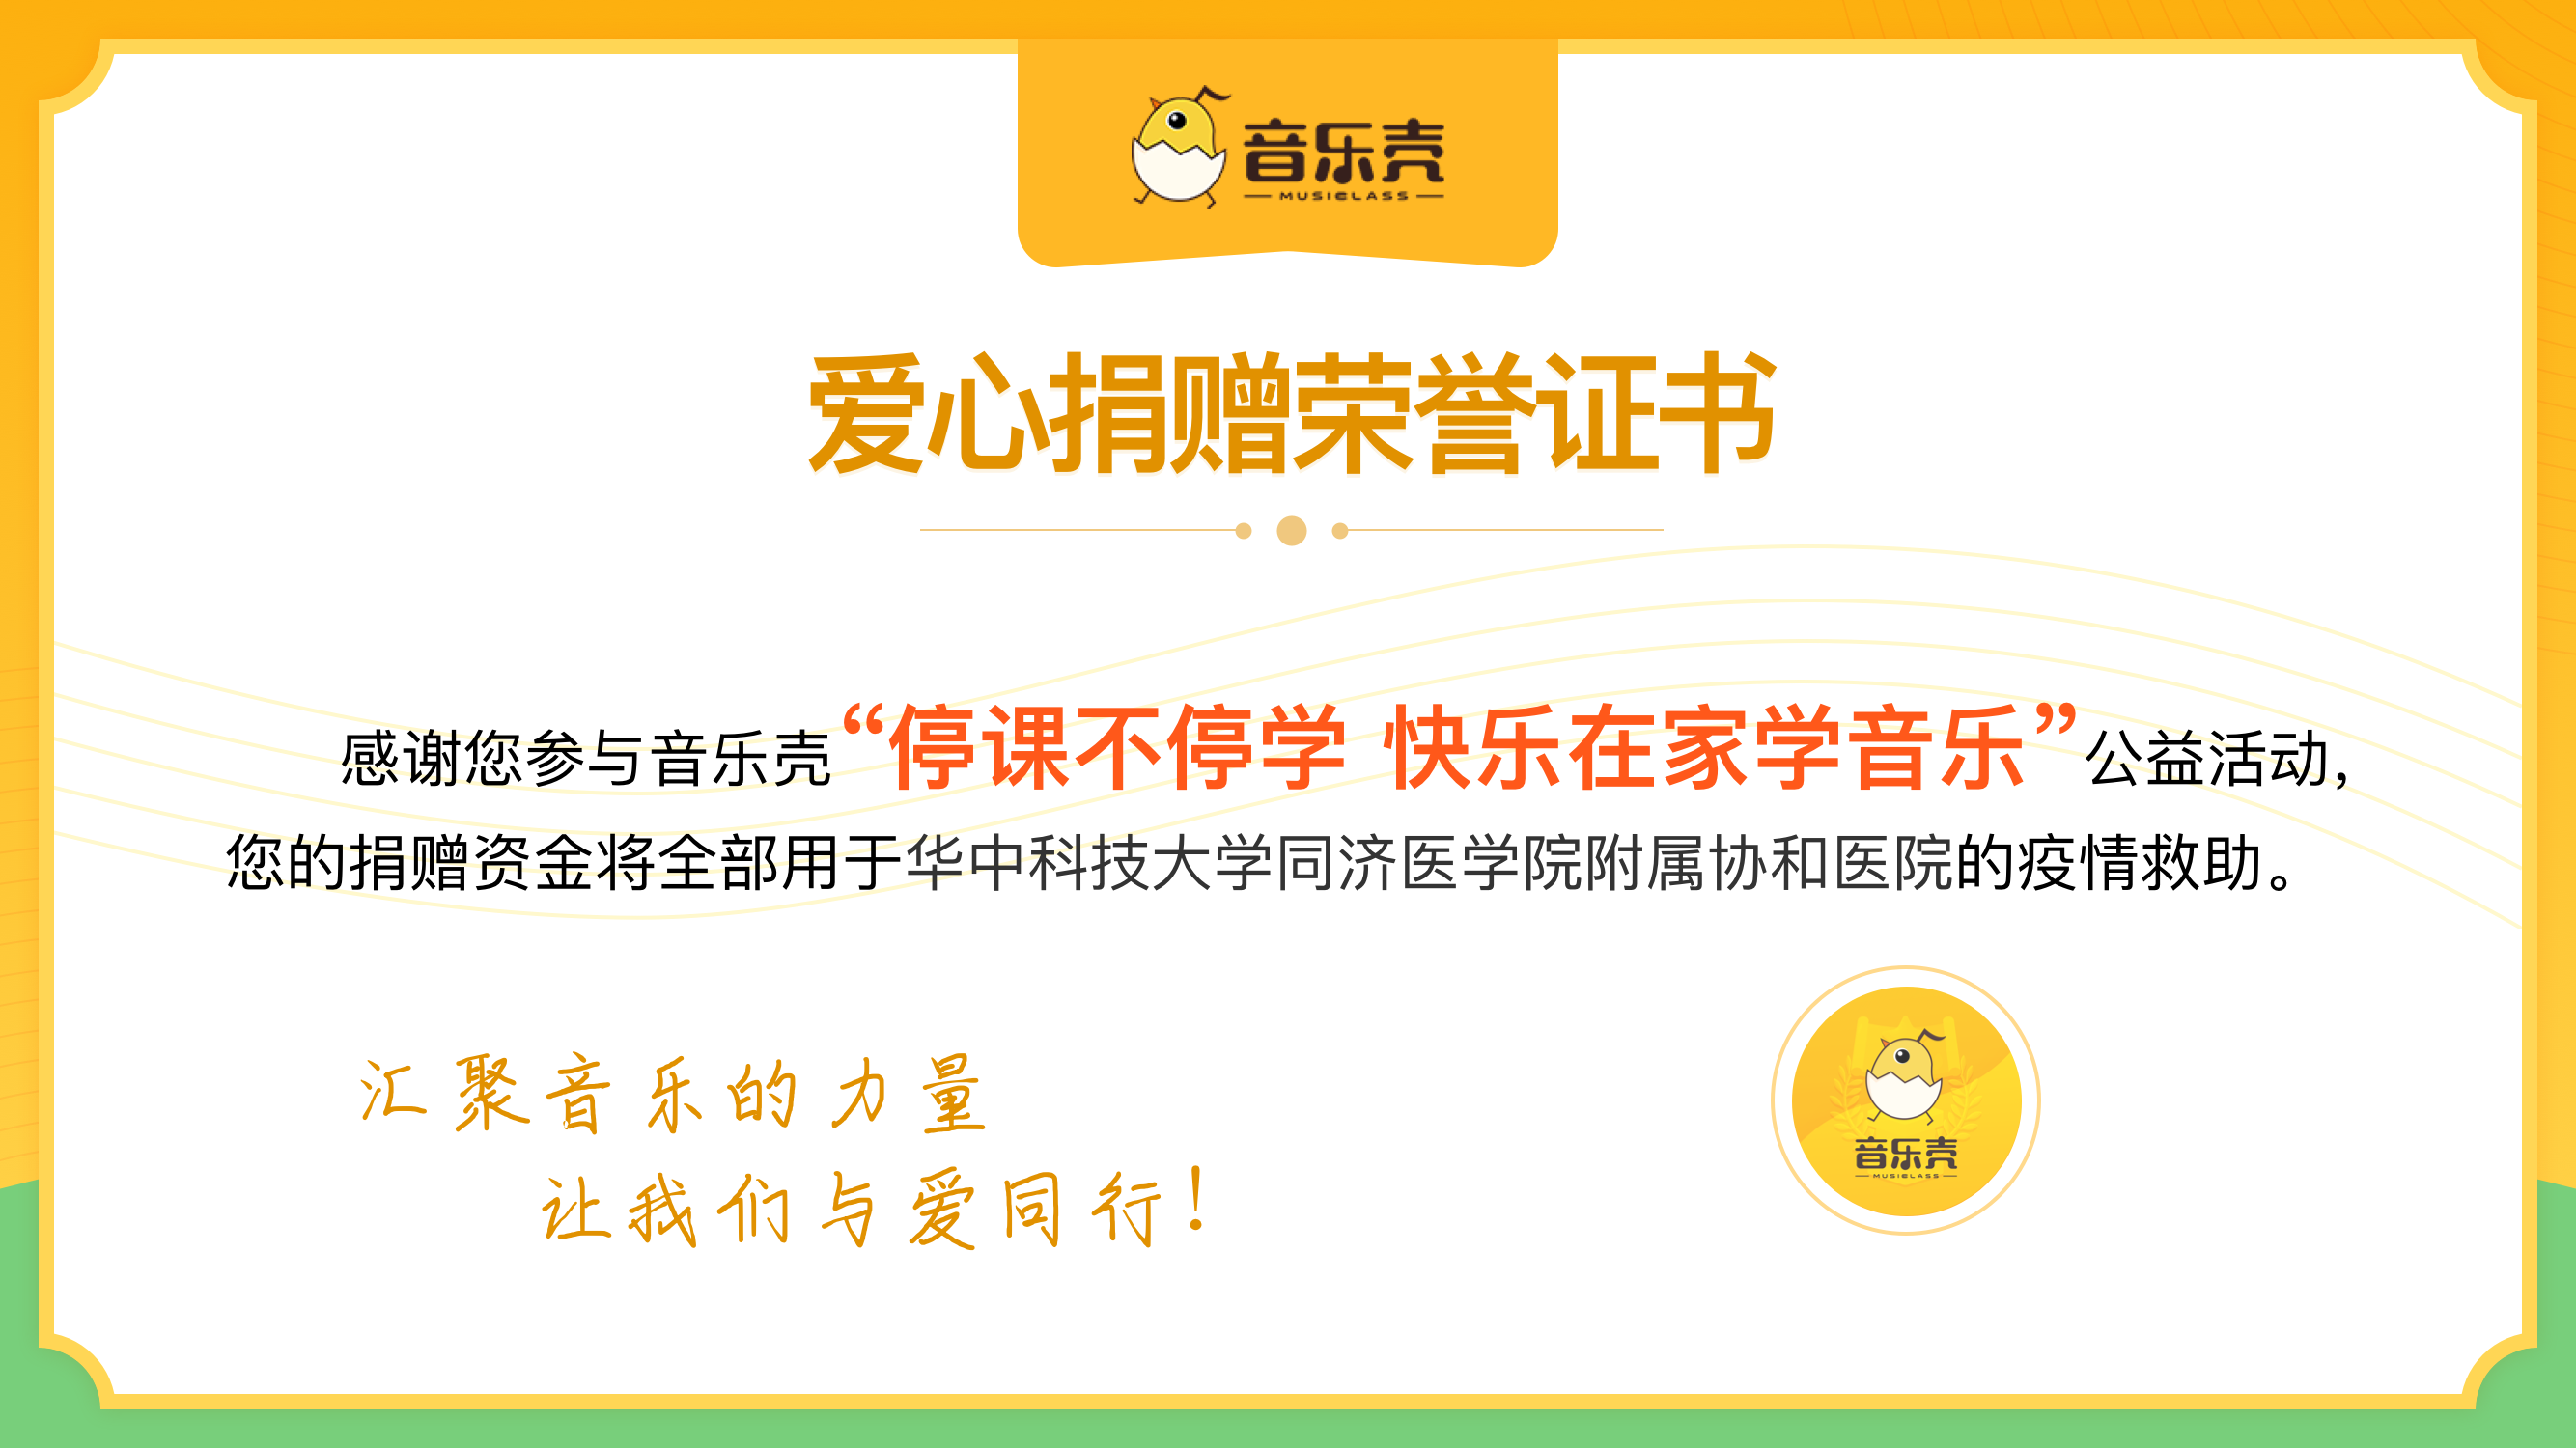 音乐壳
MUSICLASS
爱心捐赠荣誉证书
感谢您参与音乐壳“停课不停学 快乐在家学音乐”公益活动，
您的捐赠资金将全部用于华中科技大学同济医学院附属协和医院的疫情救助。
汇聚音乐的力量
让我们与爱同行！
音乐壳
MUSICLASS